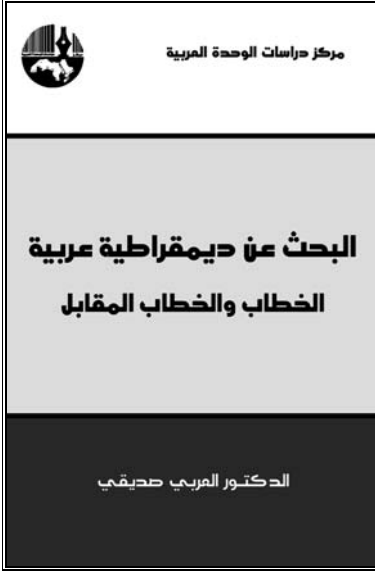 مركز دراسات الوحدة العربية
البحث عن ديمقراطية عربية
الخطاب والخطاب المقابل
الدكتور العربي صديقي